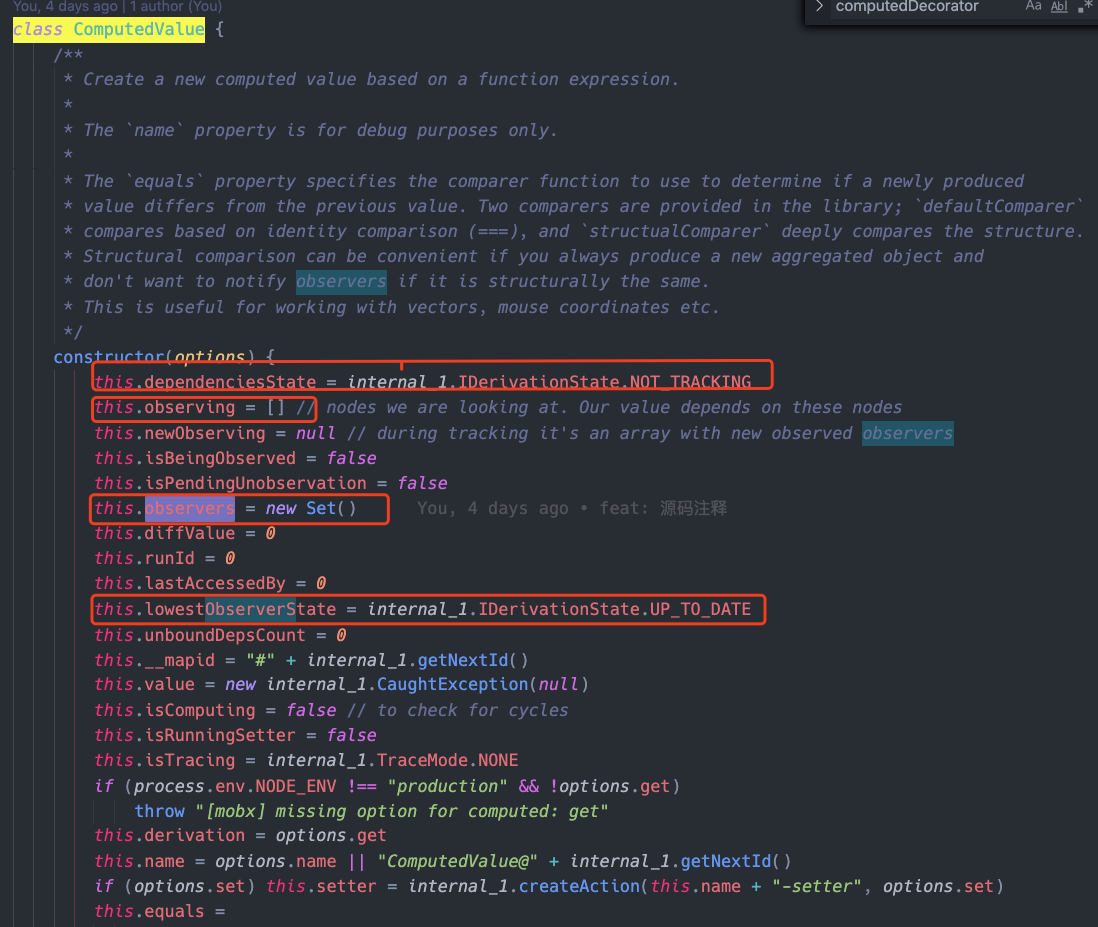 You, 4 days ago | 1 author (You)
computedDecorator Aa Abl .*
class ComputedValue {
/**
* Create a new computed value based on a function expression.
*
* The `name` property is for debug purposes only.
*
* The `equals` property specifies the comparer function to use to determine if a newly produced
* value differs from the previous value. Two comparers are provided in the library; `defaultComparer`
* compares based on identity comparison (===), and `structualComparer` deeply compares the structure.
* Structural comparison can be convenient if you always produce a new aggregated object and
* don't want to notify observers if it is structurally the same.
* This is useful for working with vectors, mouse coordinates etc.
*/
constructor(options) {
this.dependenciesState = internal_1.IDerivationState.NOT_TRACKING
this.observing = [] // nodes we are looking at. Our value depends on these nodes
this.newObserving = null // during tracking it's an array with new observed observers
this.isBeingObserved = false
this.isPendingUnobservation = false
this.observers = new Set() You, 4 days ago • feat: 源码注释
this.diffValue = 0
this.runId = 0
this.lastAccessedBy = 0
this.lowestObserverState = internal_1.IDerivationState.UP_TO_DATE
this.unboundDepsCount = 0
this.__mapid = "#" + internal_1.getNextId()
this.value = new internal_1.CaughtException(null)
this.isComputing = false // to check for cycles
this.isRunningSetter = false
this.isTracing = internal_1.TraceMode.NONE
if (process.env.NODE_ENV !== "production" && !options.get)
throw "[mobx] missing option for computed: get"
this.derivation = options.get
this.name = options.name || "ComputedValue@" + internal_1.getNextId()
if (options.set) this.setter = internal_1.createAction(this.name + "-setter", options.set)
this.equals =